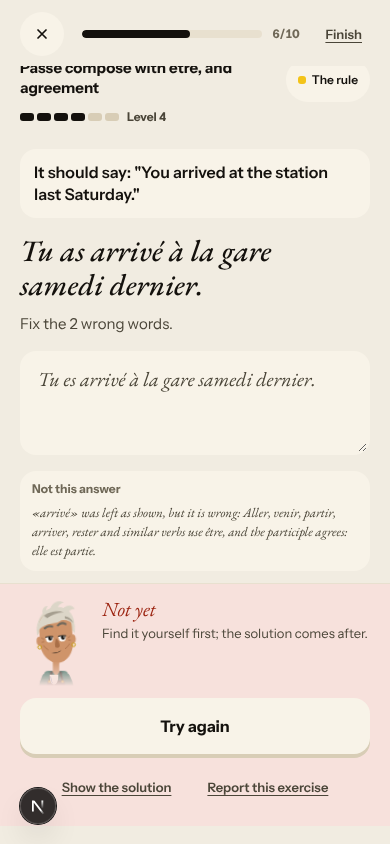 6/10
Finish
Passé composé with être, and
agreement
The rule
Level 4
It should say: "You arrived at the station
last Saturday."
Tu as arrivé à la gare
samedi dernier.
Fix the 2 wrong words.
Tu es arrivé à la gare samedi dernier.
Not this answer
«arrivé» was left as shown, but it is wrong: Aller, venir, partir,
arriver, rester and similar verbs use être, and the participle agrees:
elle est partie.
Not yet
Find it yourself first; the solution comes after.
Try again
Show the solution
Report this exercise
N